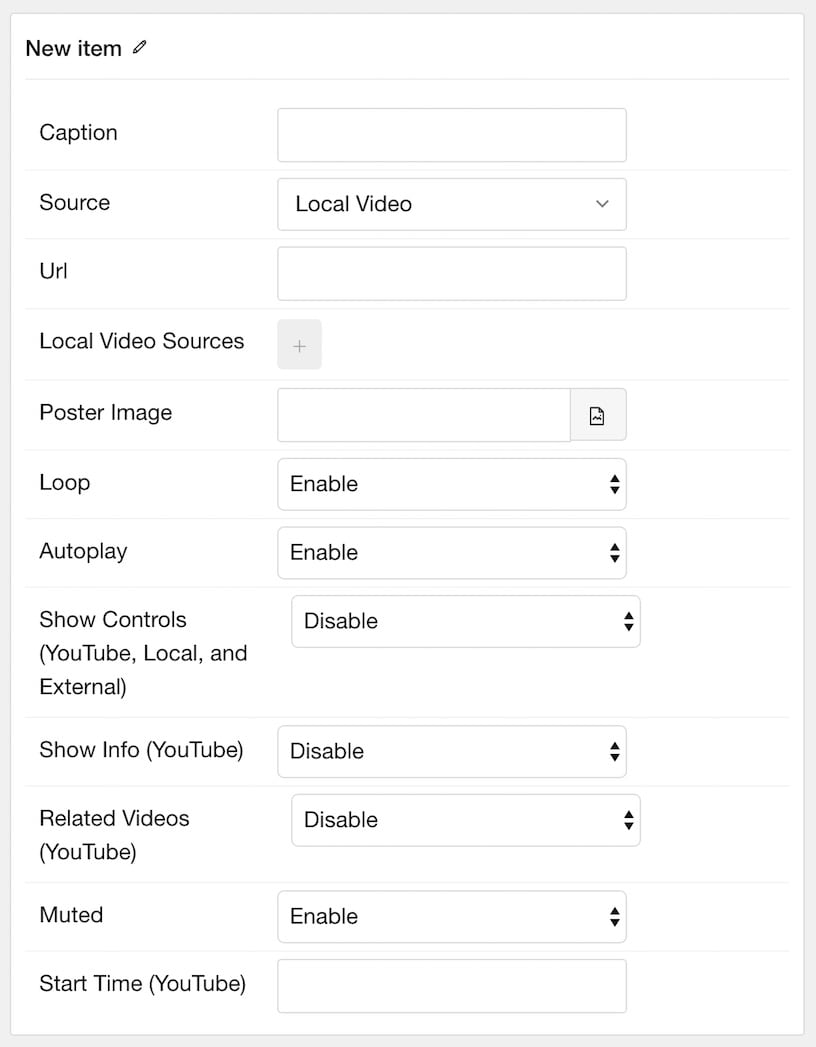 New item
Caption
Source Local Video
Url
Local Video Sources +
Poster Image
Loop Enable
Autoplay Enable
Show Controls Disable
(YouTube, Local, and
External)
Show Info (YouTube) Disable
Related Videos Disable
(YouTube)
Muted Enable
Start Time (YouTube)